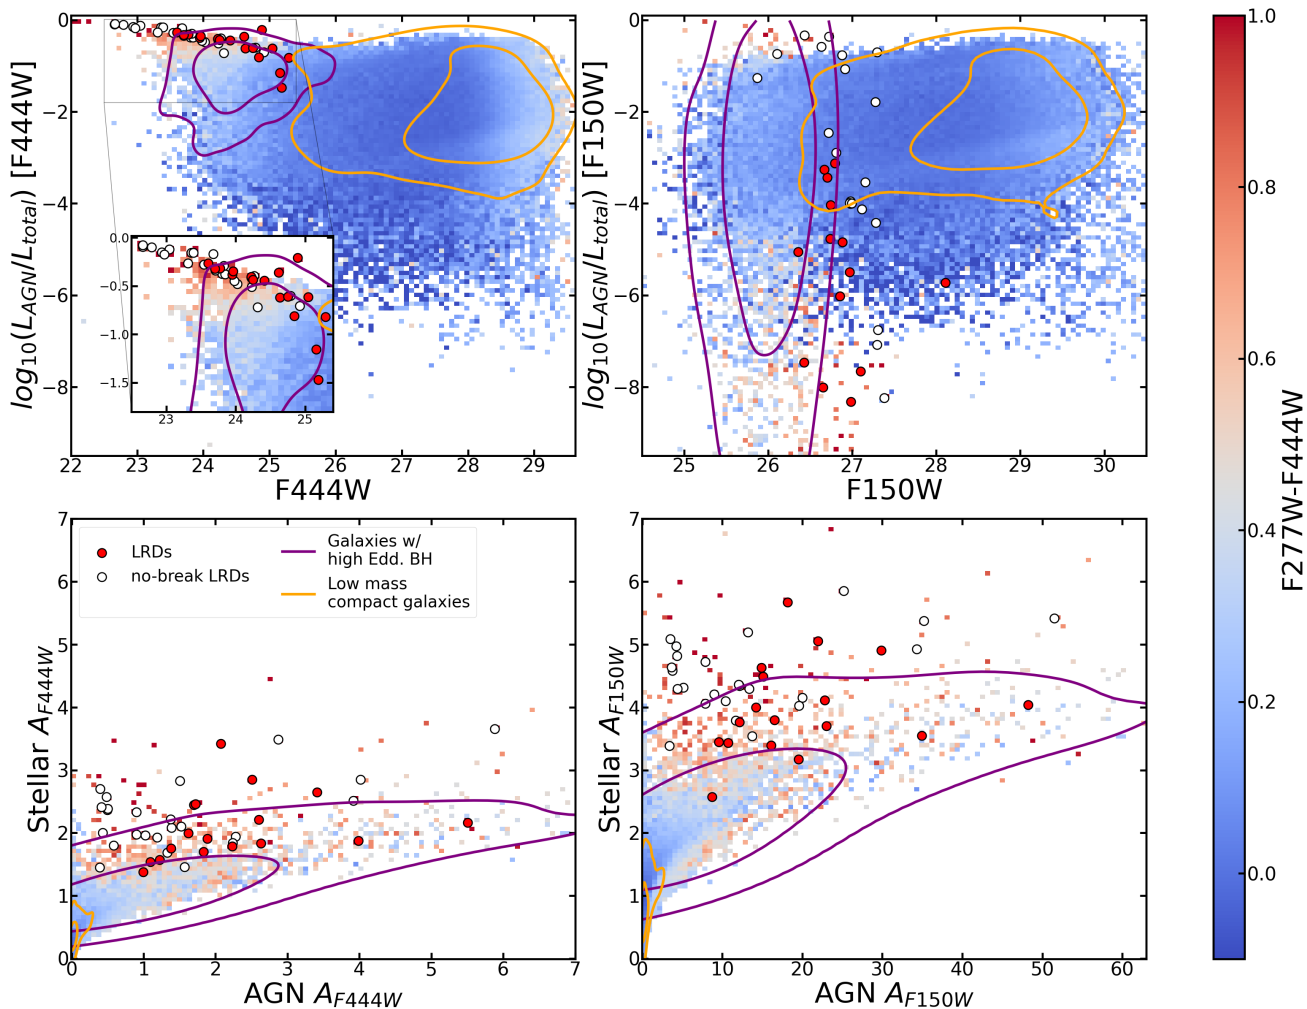 0
−2
−4
−6
−8
log10(LAGN/Ltotal) [F444W]
22 23 24 25 26 27 28 29
F444W
0.0
−0.5
−1.0
−1.5
23 24 25
0
−2
−4
−6
−8
log10(LAGN/Ltotal) [F150W]
25 26 27 28 29 30
F150W
7
6
5
4
3
2
1
0
Stellar AF444W
LRDs
no-break LRDs
Galaxies w/
high Edd. BH
Low mass
compact galaxies
0 1 2 3 4 5 6 7
AGN AF444W
7
6
5
4
3
2
1
0
Stellar AF150W
0 10 20 30 40 50 60
AGN AF150W
1.0
0.8
0.6
0.4
0.2
0.0
F277W-F444W